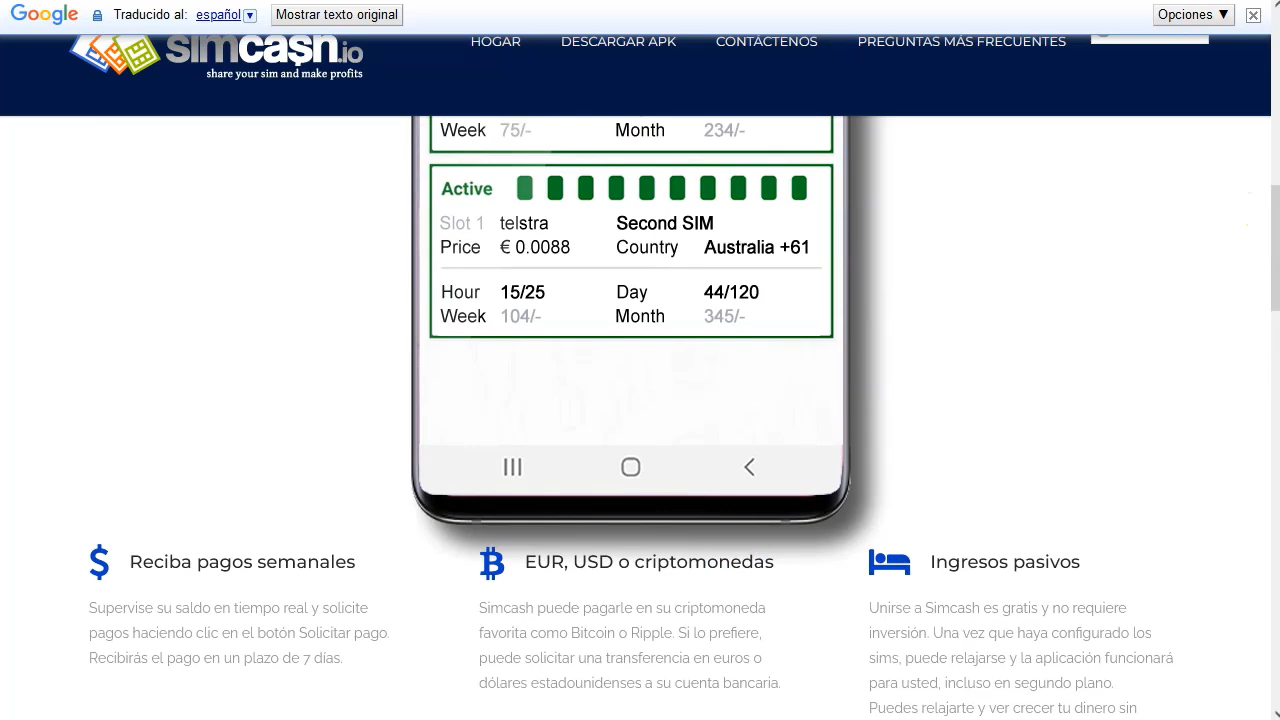 Google Traducido al: español Mostrar texto original Opciones ▼
simcash.io
share your sim and make profits
HOGAR DESCARGAR APK CONTÁCTENOS PREGUNTAS MÁS FRECUENTES
Week 75/- Month 234/-
Active
Slot 1 telstra Second SIM
Price € 0.0088 Country Australia +61
Hour 15/25 Day 44/120
Week 104/- Month 345/-
Reciba pagos semanales
Supervise su saldo en tiempo real y solicite
pagos haciendo clic en el botón Solicitar pago.
Recibirás el pago en un plazo de 7 días.
EUR, USD o criptomonedas
Simcash puede pagarle en su criptomoneda
favorita como Bitcoin o Ripple. Si lo prefiere,
puede solicitar una transferencia en euros o
dólares estadounidenses a su cuenta bancaria.
Ingresos pasivos
Unirse a Simcash es gratis y no requiere
inversión. Una vez que haya configurado los
sims, puede relajarse y la aplicación funcionará
para usted, incluso en segundo plano.
Puedes relajarte y ver crecer tu dinero sin